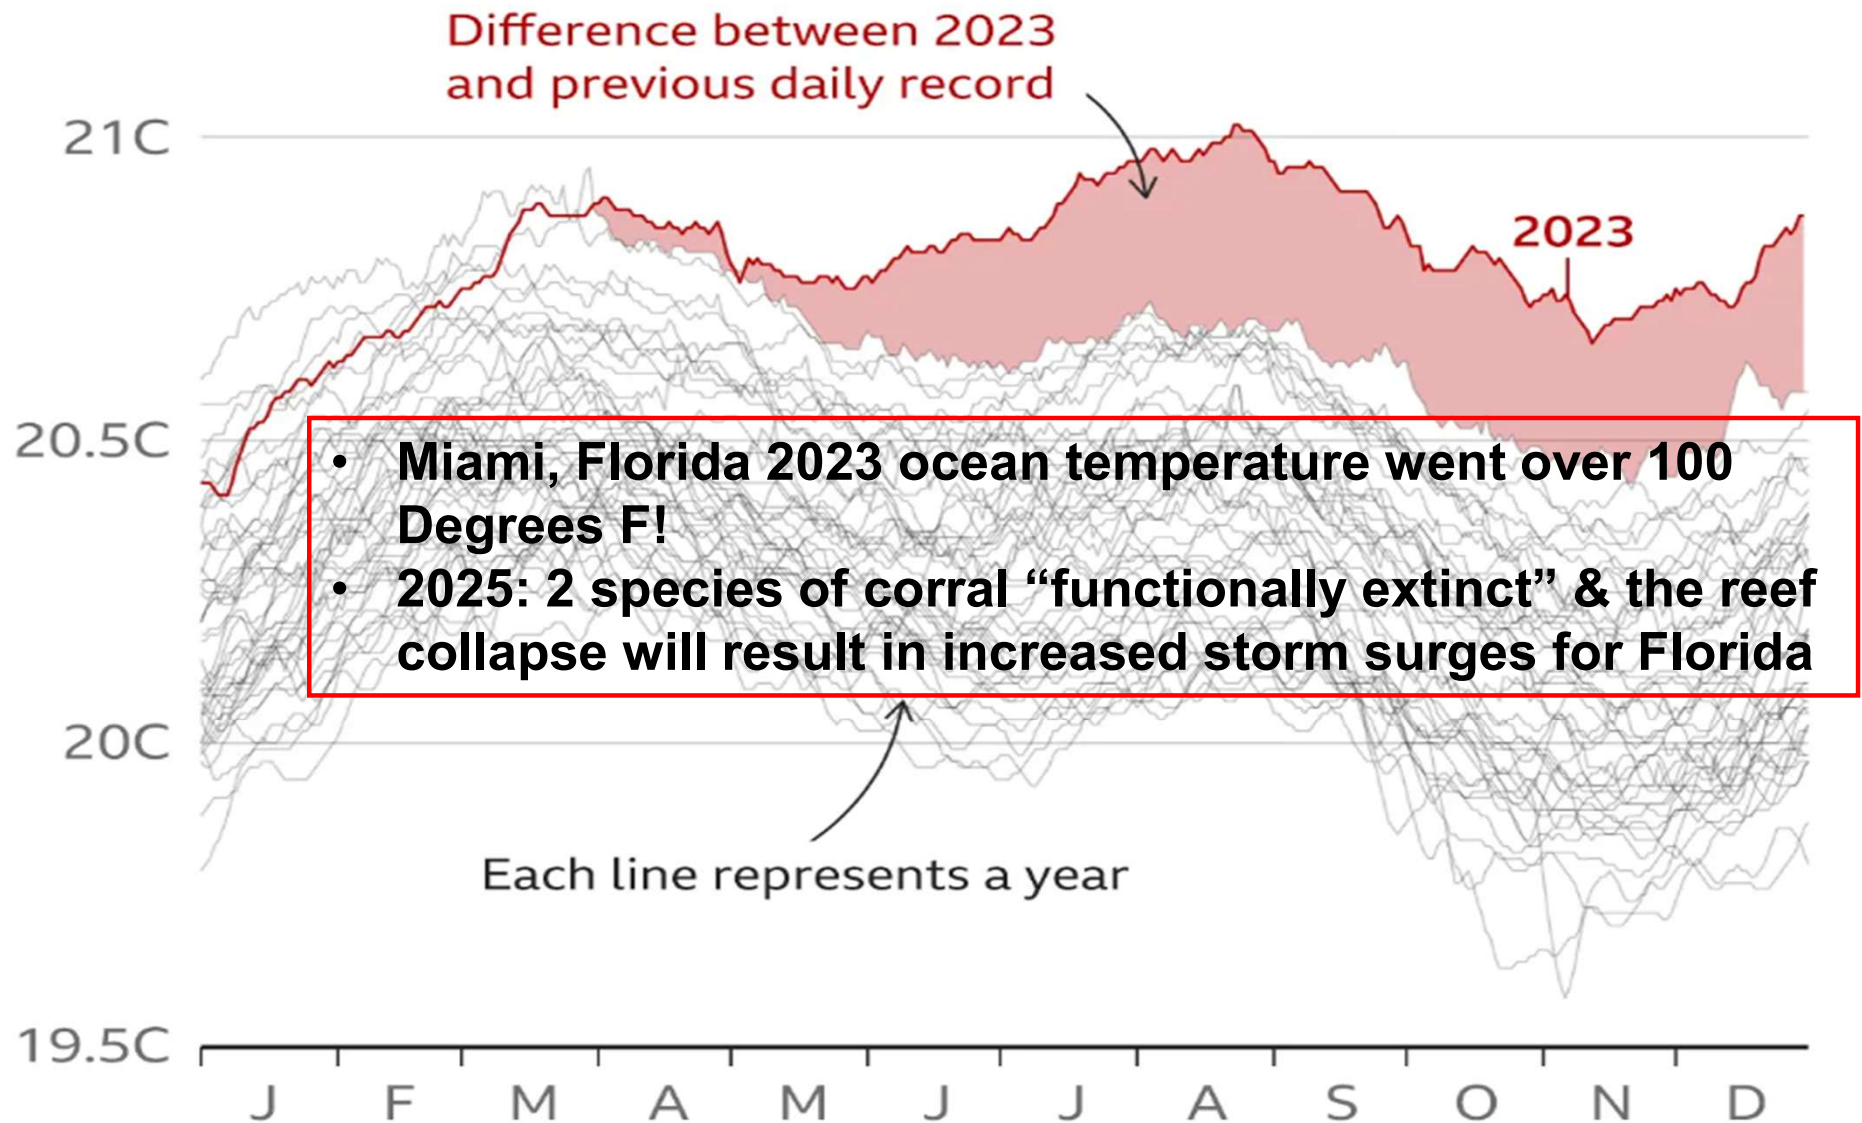 Difference between 2023
and previous daily record
21C
2023
20.5C
• Miami, Florida 2023 ocean temperature went over 100
Degrees F!
• 2025: 2 species of corral “functionally extinct” & the reef
collapse will result in increased storm surges for Florida
20C
Each line represents a year
19.5C
J F M A M J J A S O N D